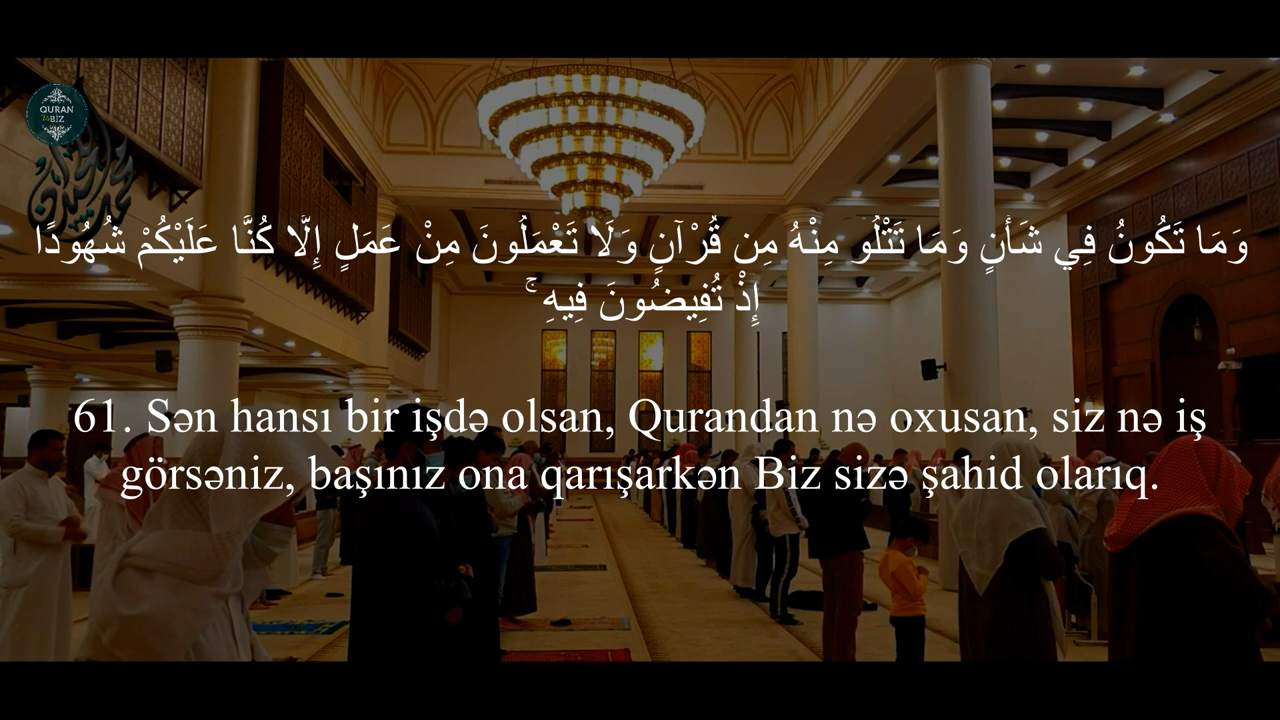 QURAN
Və BİZ
وَمَا تَكُونُ فِي شَأْنٍ وَمَا تَتْلُو مِنْهُ مِن قُرْآنٍ وَلَا تَعْمَلُونَ مِنْ عَمَلٍ إِلَّا كُنَّا عَلَيْكُمْ شُهُودًا
إِذْ تُفِيضُونَ فِيهِ ۚ
61. Sən hansı bir işdə olsan, Qurandan nə oxusan, siz nə iş
görsəniz, başınız ona qarışarkən Biz sizə şahid olarıq.